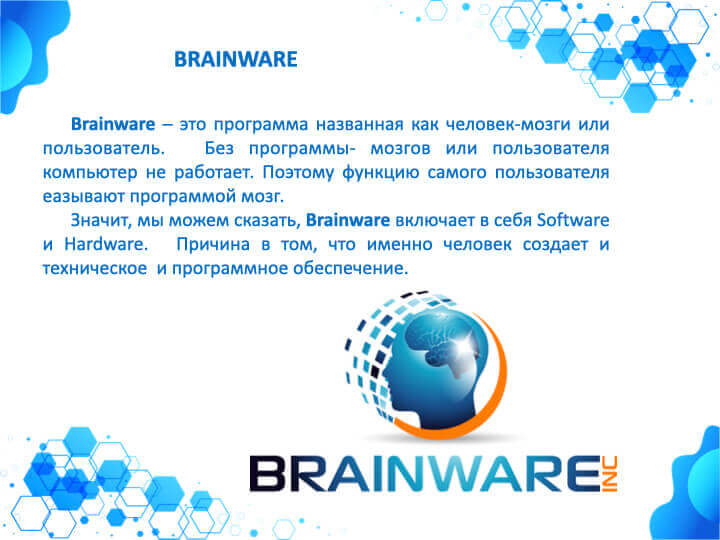 BRAINWARE
Brainware – это программа названная как человек-мозги или
пользователь. Без программы- мозгов или пользователя
компьютер не работает. Поэтому функцию самого пользователя
еазывают программой мозг.
Значит, мы можем сказать, Brainware включает в себя Software
и Hardware. Причина в том, что именно человек создает и
техническое и программное обеспечение.
BRAINWARE INC